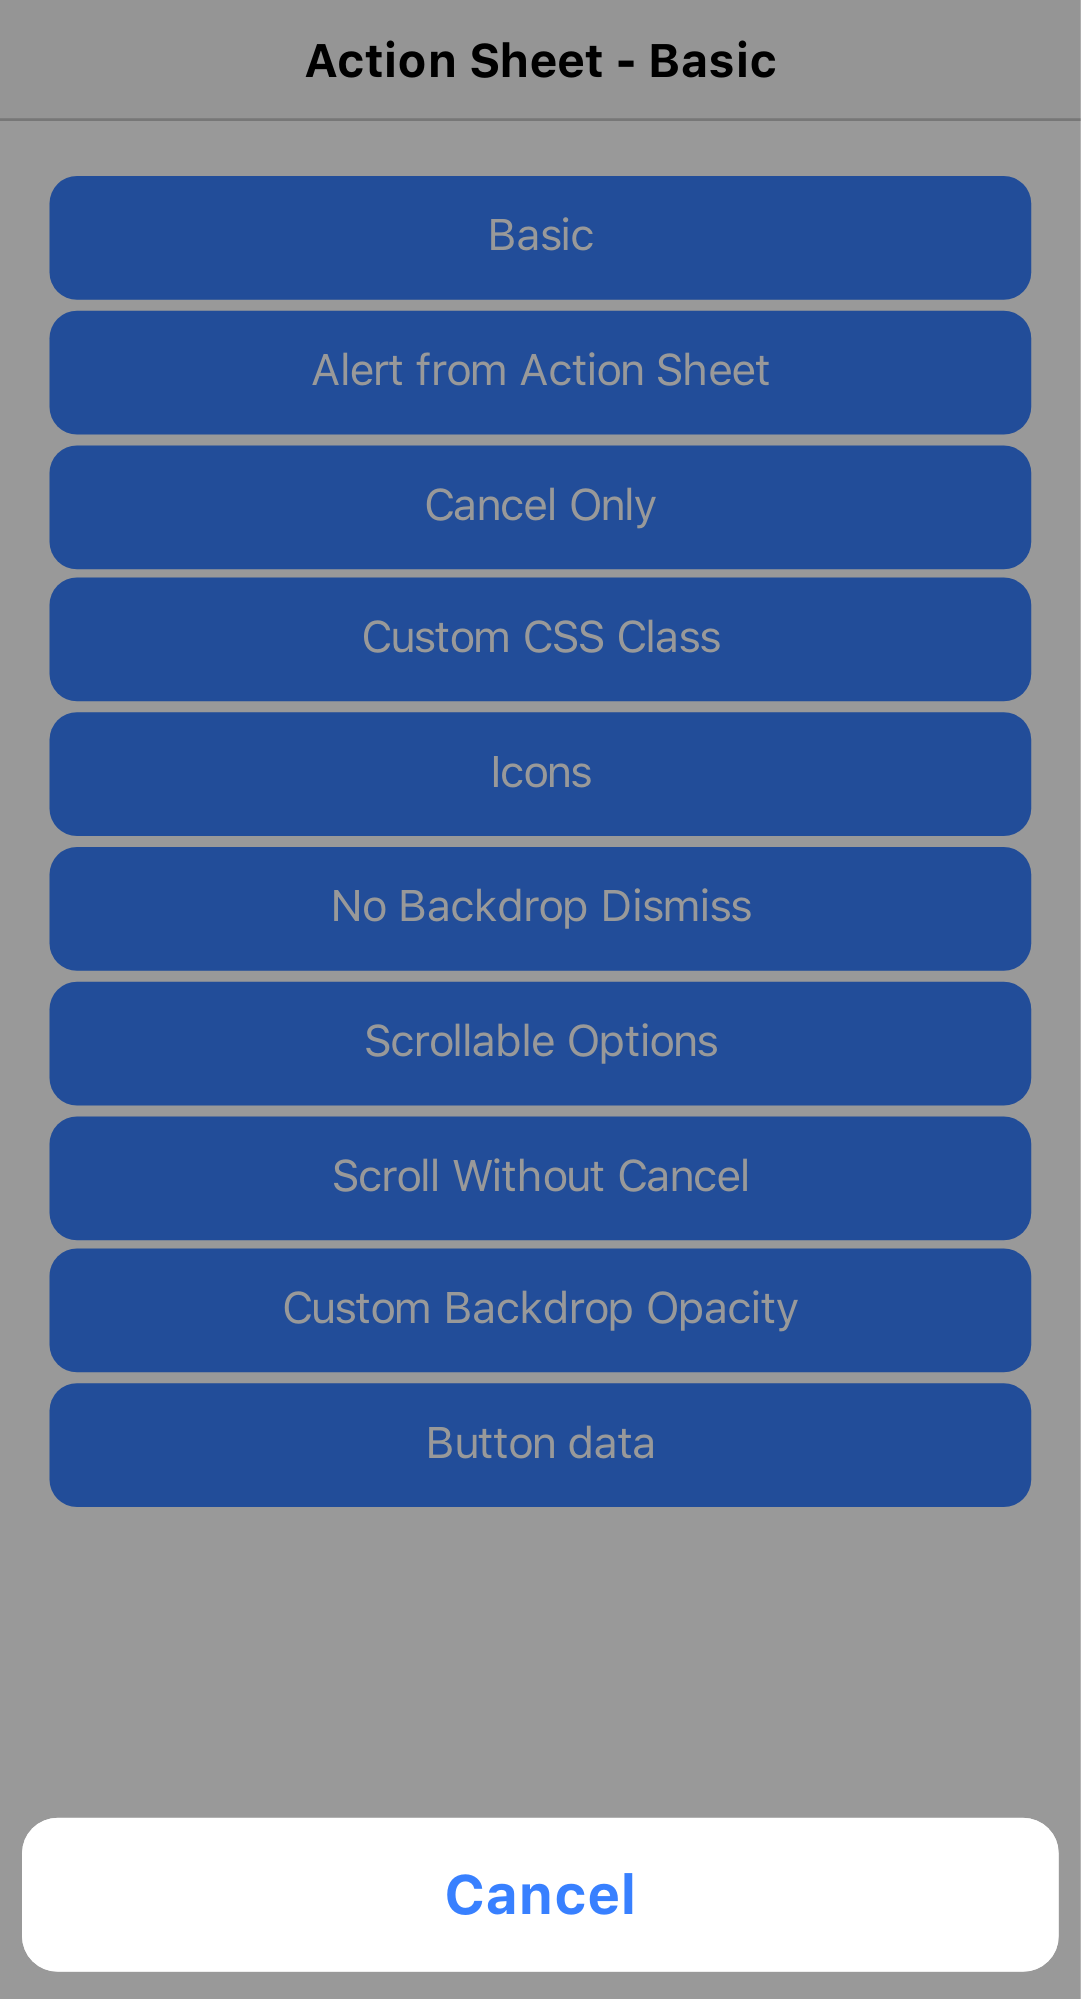 Action Sheet - Basic
Basic
Alert from Action Sheet
Cancel Only
Custom CSS Class
Icons
No Backdrop Dismiss
Scrollable Options
Scroll Without Cancel
Custom Backdrop Opacity
Button data
Cancel